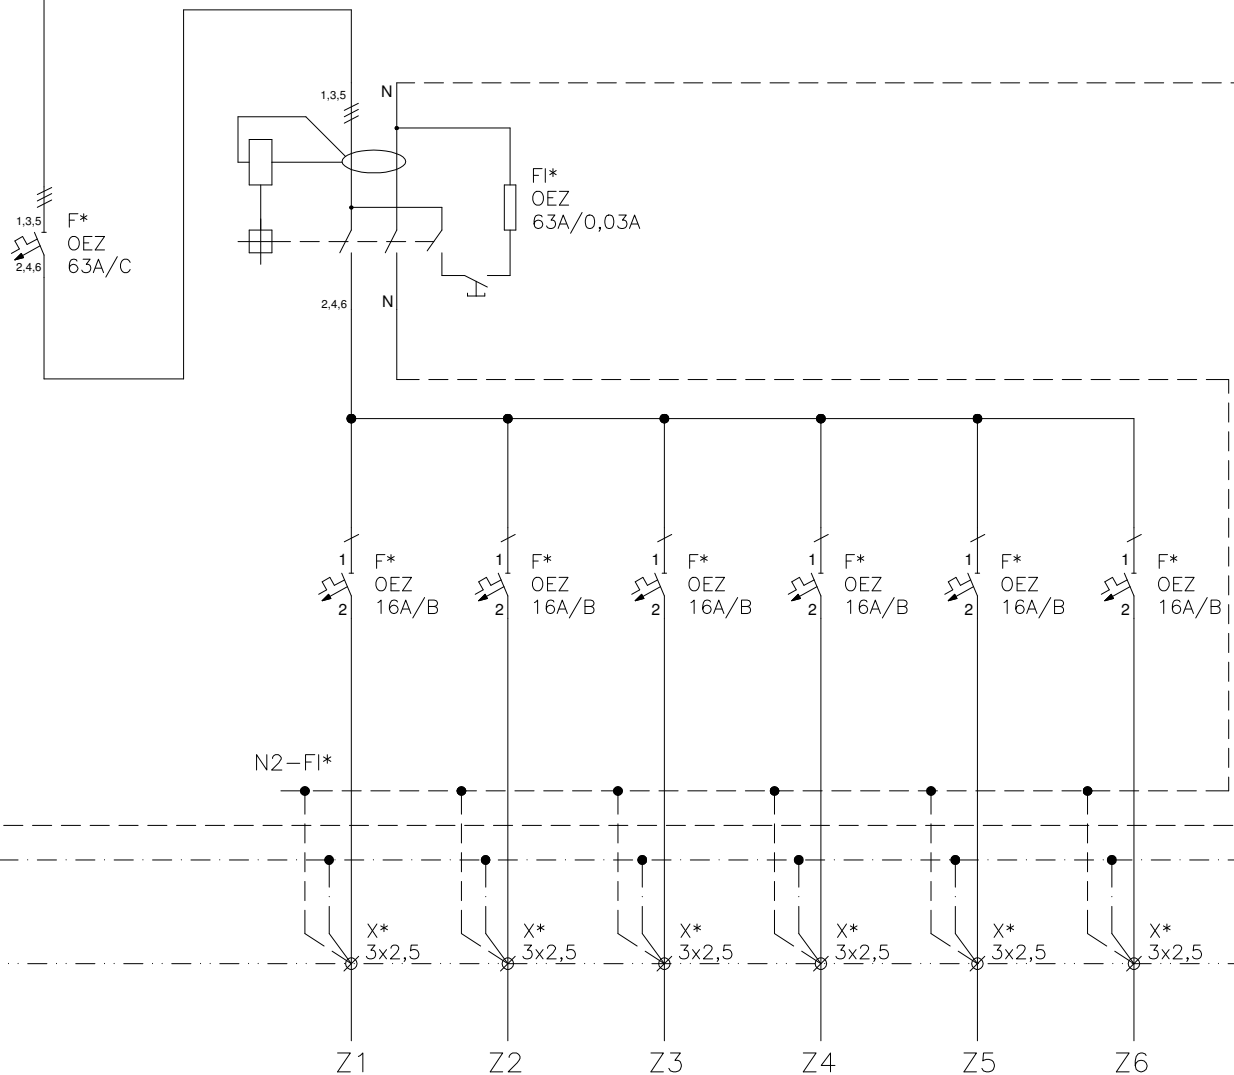 1,3,5
N
FI*
OEZ
63A/0,03A
1,3,5
F*
OEZ
2,4,6
63A/C
2,4,6
N
1
F*
OEZ
2
16A/B
1
F*
OEZ
2
16A/B
1
F*
OEZ
2
16A/B
1
F*
OEZ
2
16A/B
1
F*
OEZ
2
16A/B
1
F*
OEZ
2
16A/B
N2-FI*
X*
3x2,5
X*
3x2,5
X*
3x2,5
X*
3x2,5
X*
3x2,5
X*
3x2,5
Z1
Z2
Z3
Z4
Z5
Z6